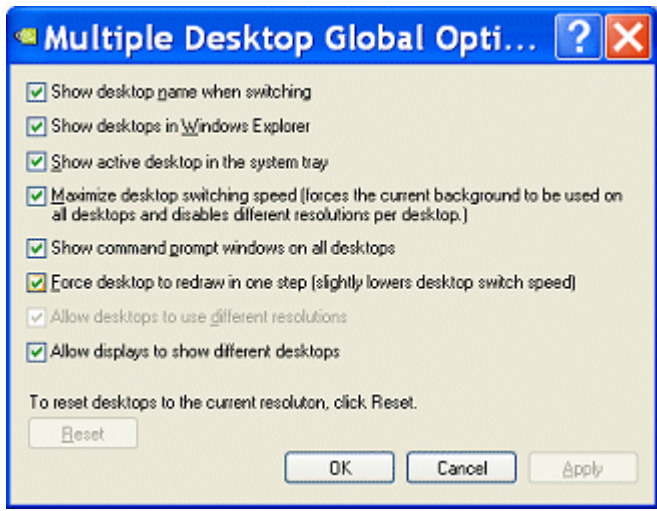 Multiple Desktop Global Opti...
Show desktop name when switching
Show desktops in Windows Explorer
Show active desktop in the system tray
Maximize desktop switching speed (forces the current background to be used on
all desktops and disables different resolutions per desktop.)
Show command prompt windows on all desktops
Force desktop to redraw in one step (slightly lowers desktop switch speed)
Allow desktops to use different resolutions
Allow displays to show different desktops
To reset desktops to the current resoluton, click Reset.
Reset
OK Cancel Apply